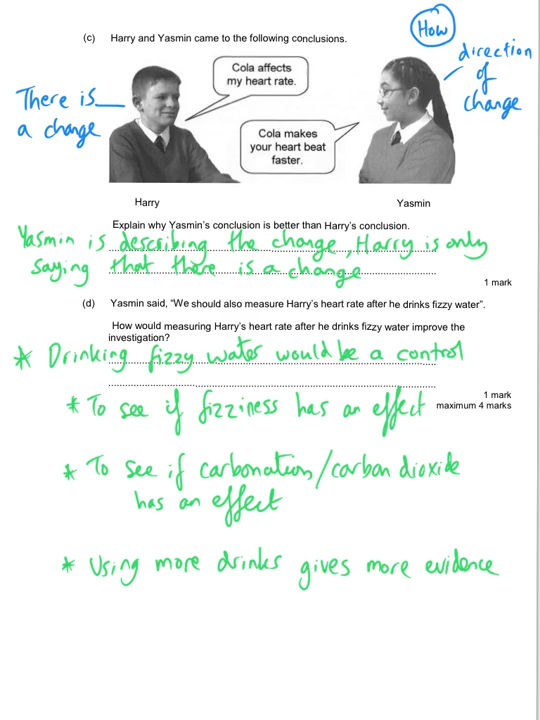 How
(c) Harry and Yasmin came to the following conclusions.
direction
of
change
Cola affects
my heart rate.
There is
a change
Cola makes
your heart beat
faster.
Harry
Yasmin
Explain why Yasmin's conclusion is better than Harry's conclusion.
Yasmin is describing the change, Harry is only
saying that there is a change
1 mark
(d) Yasmin said, "We should also measure Harry's heart rate after he drinks fizzy water".
How would measuring Harry's heart rate after he drinks fizzy water improve the
investigation?
* Drinking fizzy water would be a control
1 mark
maximum 4 marks
* To see if fizziness has an effect
* To see if carbonation/carbon dioxide
has an effect
* Using more drinks gives more evidence